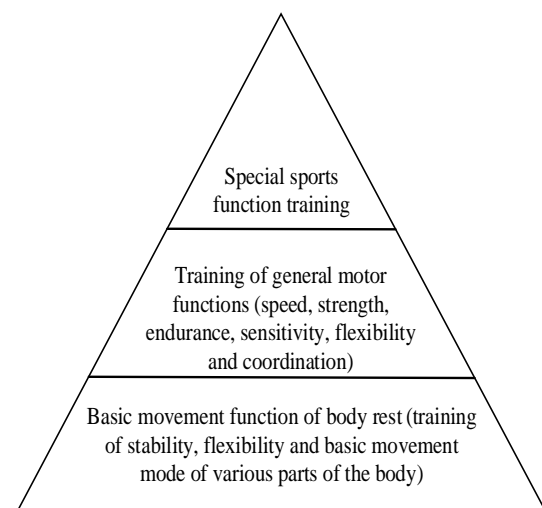 Special sports
function training
Training of general motor
functions (speed, strength,
endurance, sensitivity, flexibility
and coordination)
Basic movement function of body rest (training
of stability, flexibility and basic movement
mode of various parts of the body)